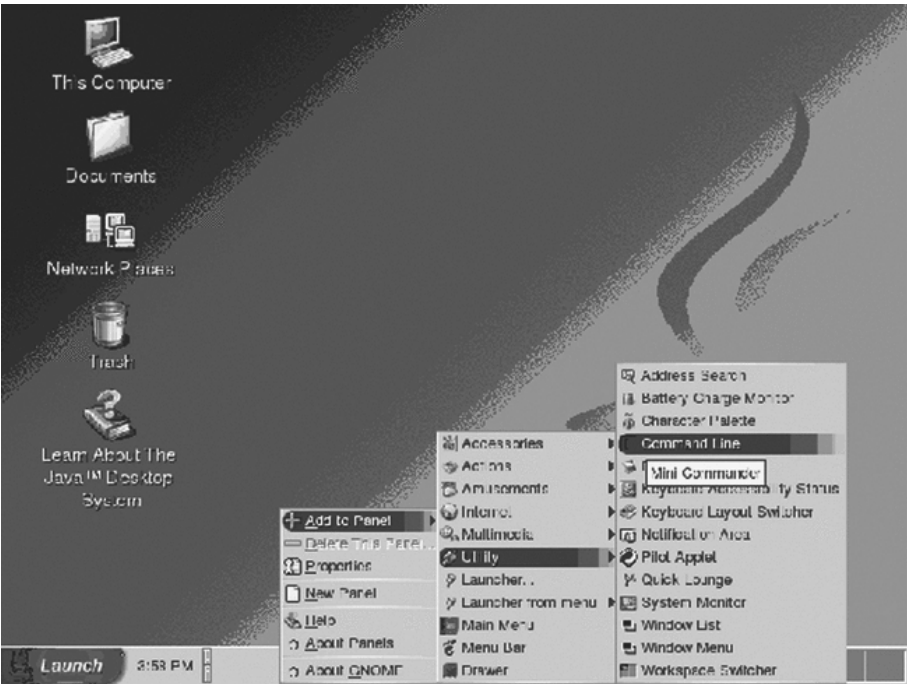 This Computer
Documents
Network Places
Trash
Learn About The
Java™ Desktop
System
Launch
3:58 PM
Add to Panel
Delete This Panel...
Properties
New Panel
Help
About Panels
About GNOME
Accessories
Actions
Amusements
Internet
Multimedia
Utility
Launcher...
Launcher from menu
Main Menu
Menu Bar
Drawer
Address Search
Battery Charge Monitor
Character Palette
Command Line
Mini-Commander
Keyboard Accessibility Status
Keyboard Layout Switcher
Notification Area
Pilot Applet
Quick Lounge
System Monitor
Window List
Window Menu
Workspace Switcher